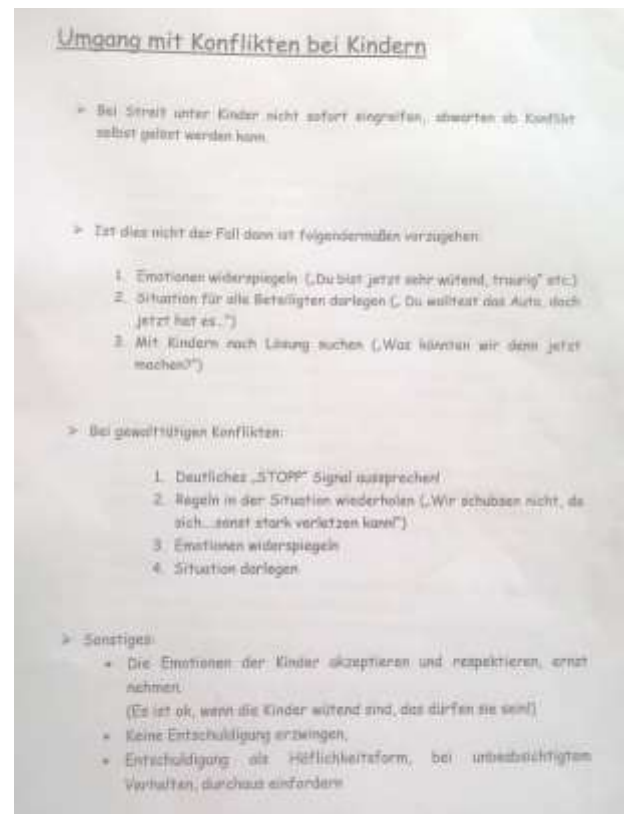 Umgang mit Konflikten bei Kindern
➢ Bei Streit unter Kinder nicht sofort eingreifen, abwarten ob Konflikt
selbst gelöst werden kann.
➢ Ist dies nicht der Fall dann ist folgendermaßen vorzugehen:
1. Emotionen widerspiegeln („Du bist jetzt sehr wütend, traurig" etc.)
2. Situation für alle Beteiligten darlegen („ Du wolltest das Auto, doch
jetzt hat es..")
3. Mit Kindern nach Lösung suchen („Was könnten wir denn jetzt
machen?")
➢ Bei gewalttätigen Konflikten:
1. Deutliches „STOPP" Signal aussprechen!
2. Regeln in der Situation wiederholen („Wir schubsen nicht, da
sich...sonst stark verletzen kann!")
3. Emotionen widerspiegeln
4. Situation darlegen
➢ Sonstiges:
• Die Emotionen der Kinder akzeptieren und respektieren, ernst
nehmen.
(Es ist ok, wenn die Kinder wütend sind, das dürfen sie sein!)
• Keine Entschuldigung erzwingen,
• Entschuldigung als Höflichkeitsform, bei unbeabsichtigtem
Verhalten, durchaus einfordern